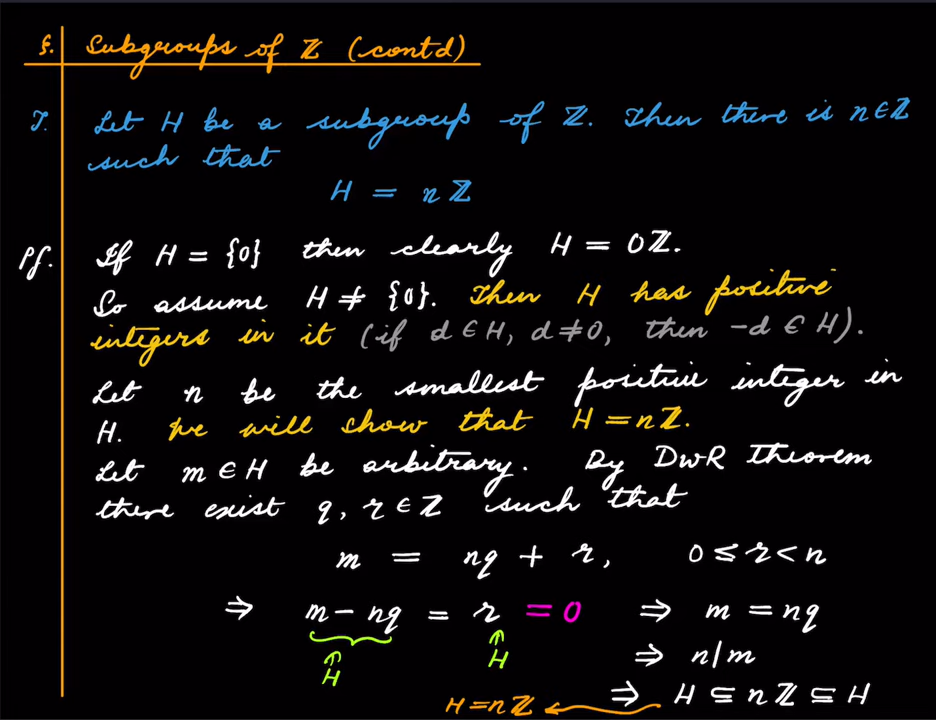 §. Subgroups of ℤ (contd)
T. Let H be a subgroup of ℤ. Then there is n ∈ ℤ
such that
H = nℤ
Pf. If H = {0} then clearly H = 0ℤ.
So assume H ≠ {0}. Then H has positive
integers in it (if d ∈ H, d ≠ 0, then -d ∈ H).
Let n be the smallest positive integer in
H. We will show that H = nℤ.
Let m ∈ H be arbitrary. By DwR theorem
there exist q, r ∈ ℤ such that
m = nq + r, 0 ≤ r < n
⇒ m - nq = r = 0 ⇒ m = nq
∈ H ∈ H ⇒ n|m
H = nℤ ← ⇒ H ⊆ nℤ ⊆ H